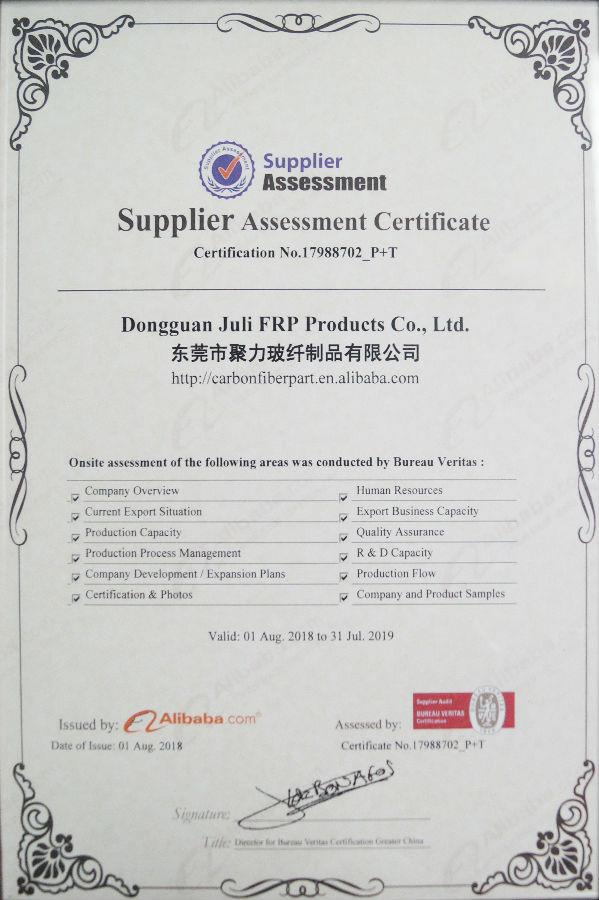 Supplier Assessment
Supplier
Assessment
Supplier Assessment Certificate
Certification No.17988702_P+T
Dongguan Juli FRP Products Co., Ltd.
东莞市聚力玻纤制品有限公司
http://carbonfiberpart.en.alibaba.com
Onsite assessment of the following areas was conducted by Bureau Veritas :
Company Overview
Human Resources
Current Export Situation
Export Business Capacity
Production Capacity
Quality Assurance
Production Process Management
R & D Capacity
Company Development / Expansion Plans
Production Flow
Certification & Photos
Company and Product Samples
Valid: 01 Aug. 2018 to 31 Jul. 2019
Issued by: Alibaba.com
Date of Issue: 01 Aug. 2018
Assessed by:
Supplier Audit
BUREAU VERITAS
Certification
Certificate No.17988702_P+T
Signature:
Title: Director for Bureau Veritas Certification Greater China